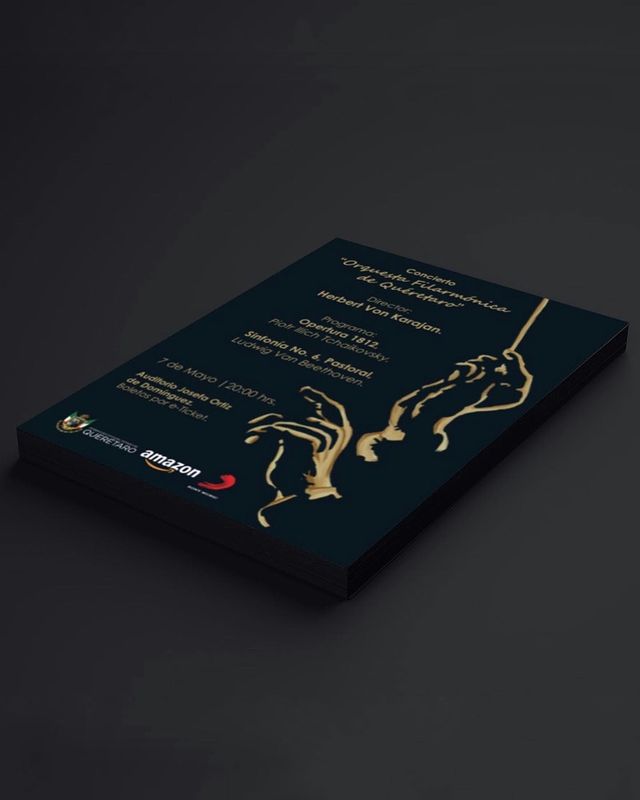 Concierto
"Orquesta Filarmónica
de Quéretaro"
Director:
Herbert Von Karajan.
Programa:
Opertura 1812.
Piotr Ilich Tchaikovsky.
Sinfonía No. 6, Pastoral.
Ludwig Van Beethoven.
7 de Mayo | 20:00 hrs.
Auditorio Josefa Ortiz
de Domínguez.
Boletos por e-Ticket.
QUERÉTARO
amazon